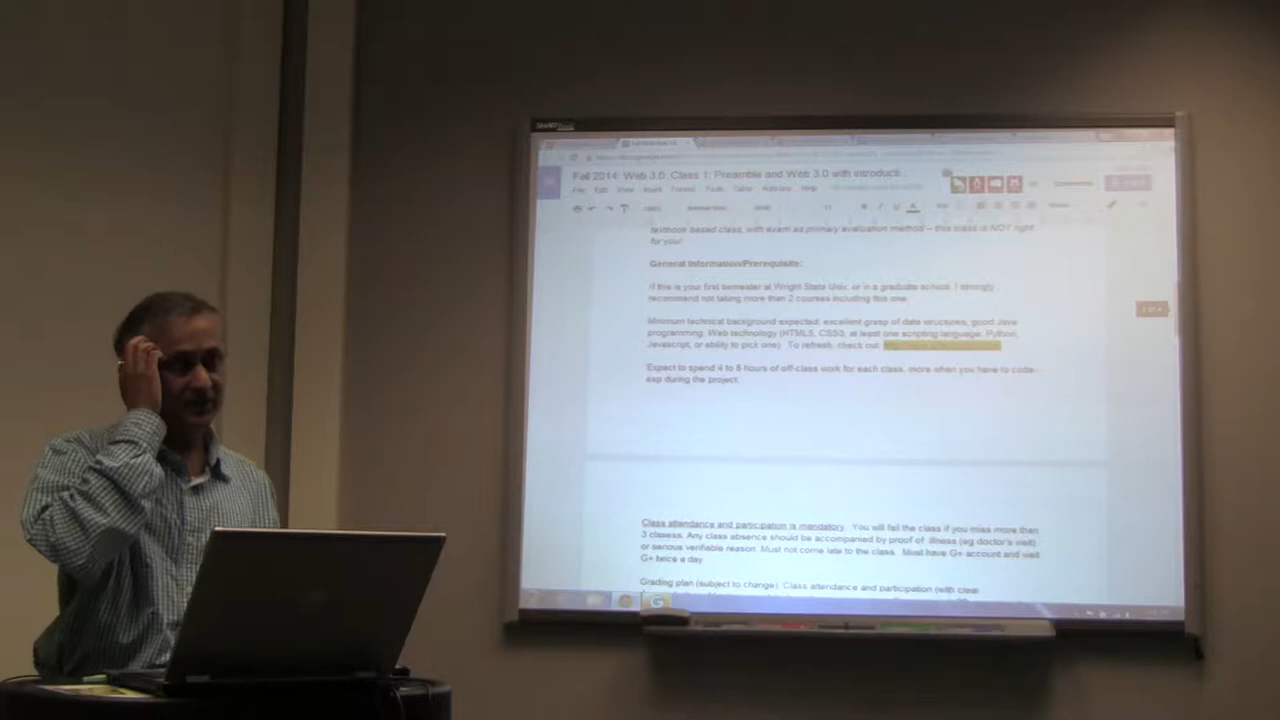 Fall 2014: Web 3.0: Class 1: Preamble and Web 3.0 with introducti...
File Edit View Insert Format Tools Table Add-ons Help
textbook based class, with exam as primary evaluation method – this class is NOT right
for you!
General Information/Prerequisite:
If this is your first semester at Wright State Univ. or in a graduate school, I strongly
recommend not taking more than 2 courses including this one.
Minimum technical background expected: excellent grasp of data structures, good Java
programming, Web technology (HTML5, CSS3, at least one scripting language: Python,
Javascript, or ability to pick one) To refresh, check out:
Expect to spend 4 to 8 hours of off-class work for each class, more when you have to code
esp during the project.
Class attendance and participation is mandatory. You will fail the class if you miss more than
3 classess. Any class absence should be accompanied by proof of illness (eg doctor's visit)
or serious verifiable reason. Must not come late to the class. Must have G+ account and visit
G+ twice a day
Grading plan (subject to change): Class attendance and participation (with clear